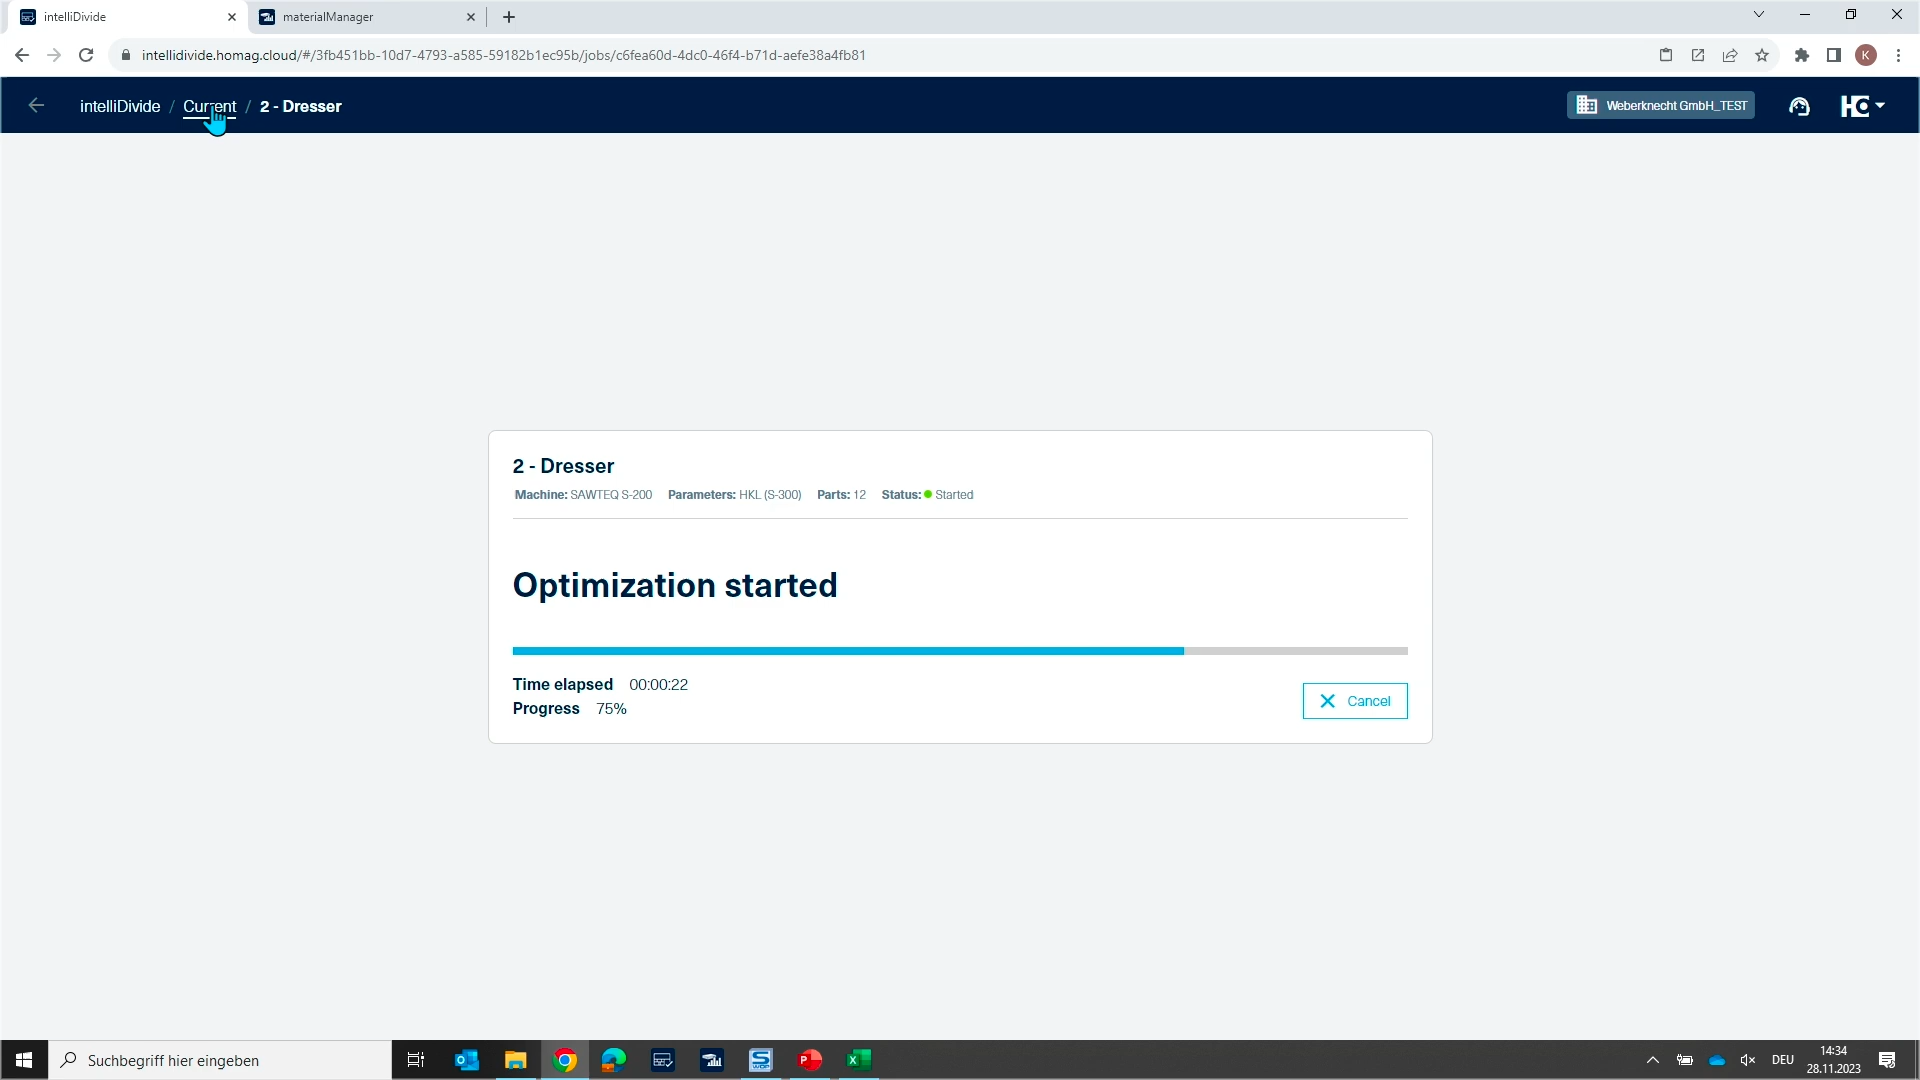 intelliDivide
materialManager
intellidivide.homag.cloud/#/3fb451bb-10d7-4793-a585-59182b1ec95b/jobs/c6fea60d-4dc0-46f4-b71d-aefe38a4fb81
K
intelliDivide / Current / 2 - Dresser
Weberknecht GmbH_TEST
2 - Dresser
Machine: SAWTEQ S-200 Parameters: HKL (S-300) Parts: 12 Status: Started
Optimization started
Time elapsed 00:00:22
Progress 75%
Cancel
Suchbegriff hier eingeben
DEU
14:34
28.11.2023